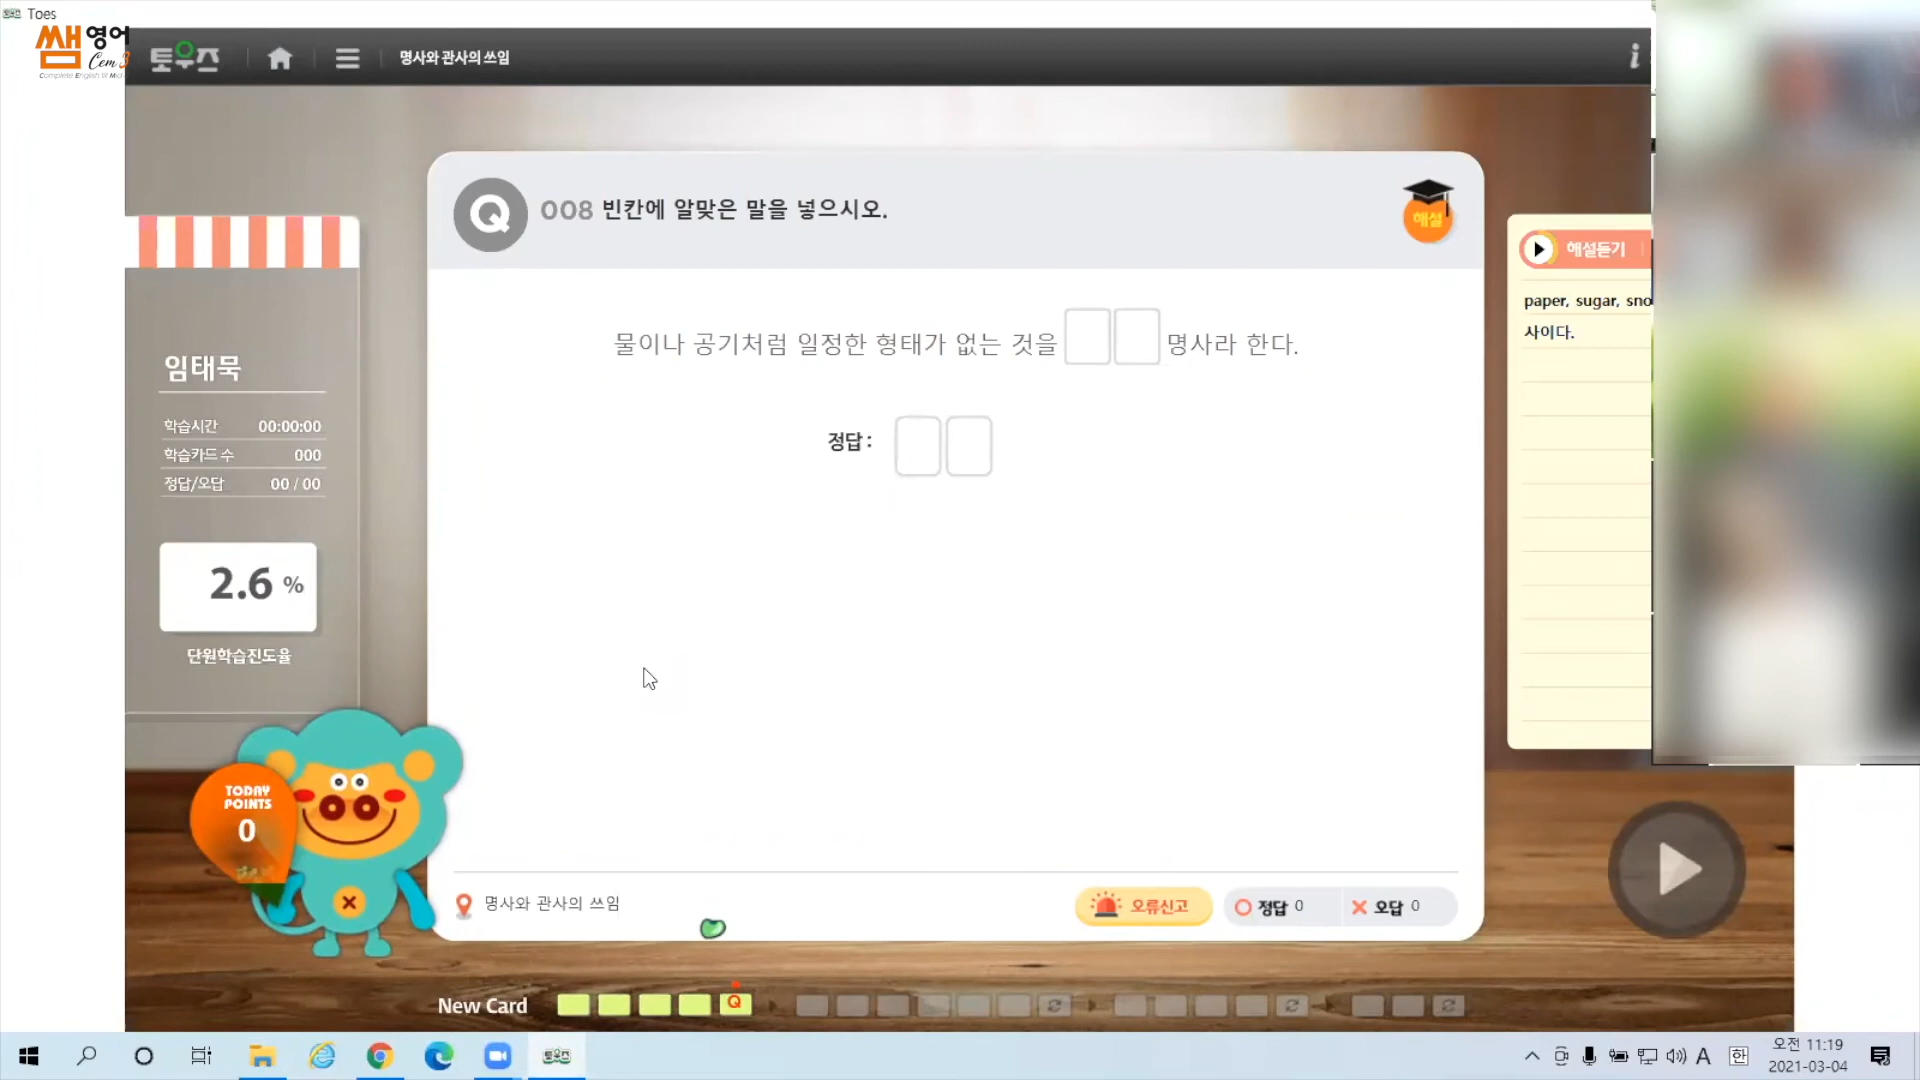 Toes
쌤영어
Cem 3
토우즈
명사와 관사의 쓰임
Q 008 빈칸에 알맞은 말을 넣으시오.
해설
물이나 공기처럼 일정한 형태가 없는 것을 명사라 한다.
정답 :
임태묵
학습시간 00:00:00
학습카드 수 000
정답/오답 00 / 00
2.6 %
단원학습진도율
TODAY
POINTS
0
해설듣기
paper, sugar, sno
사이다.
명사와 관사의 쓰임
오류신고
정답 0
오답 0
New Card
Q
토우즈
A
한
오전 11:19
2021-03-04